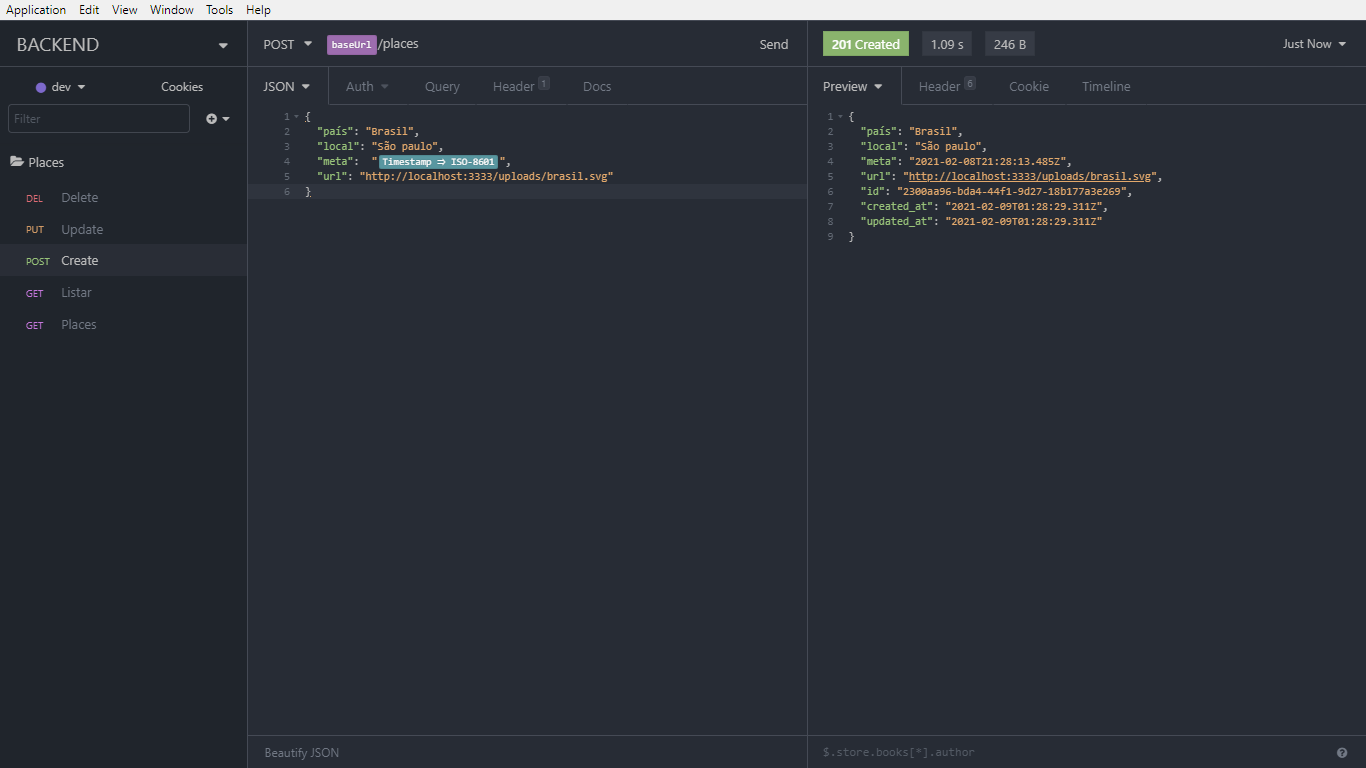 Application Edit View Window Tools Help
BACKEND
dev
Cookies
Filter
Places
DEL Delete
PUT Update
POST Create
GET Listar
GET Places
POST baseUrl/places Send
JSON Auth Query Header 1 Docs
1 {
2 "país": "Brasil",
3 "local": "São paulo",
4 "meta": "Timestamp ⇒ ISO-8601",
5 "url": "http://localhost:3333/uploads/brasil.svg"
6 }
Beautify JSON
201 Created 1.09 s 246 B Just Now
Preview Header 6 Cookie Timeline
1 {
2 "país": "Brasil",
3 "local": "São paulo",
4 "meta": "2021-02-08T21:28:13.485Z",
5 "url": "http://localhost:3333/uploads/brasil.svg",
6 "id": "2300aa96-bda4-44f1-9d27-18b177a3e269",
7 "created_at": "2021-02-09T01:28:29.311Z",
8 "updated_at": "2021-02-09T01:28:29.311Z"
9 }
$.store.books[*].author